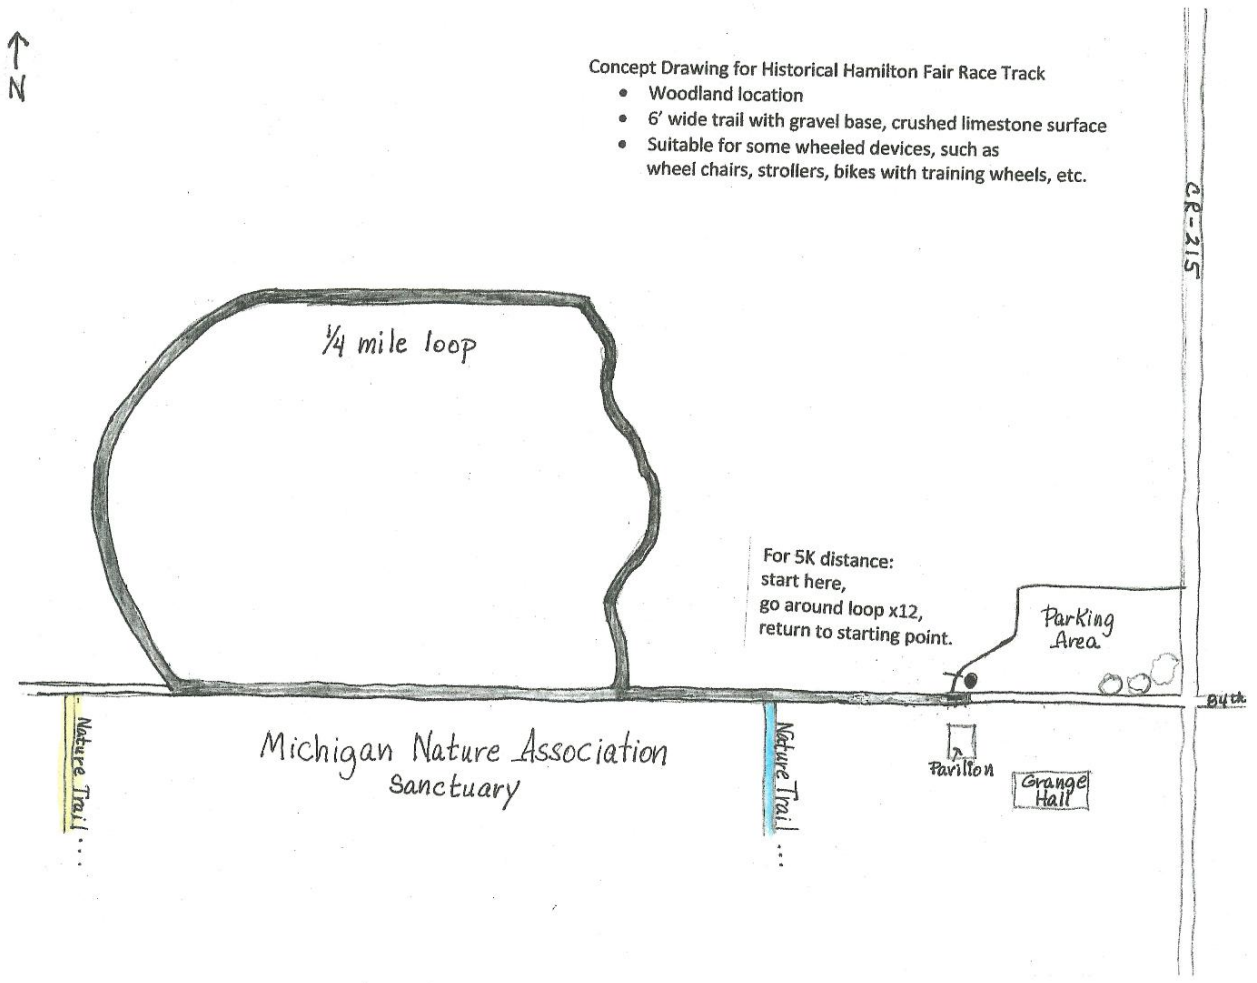 N
Concept Drawing for Historical Hamilton Fair Race Track
• Woodland location
• 6' wide trail with gravel base, crushed limestone surface
• Suitable for some wheeled devices, such as
wheel chairs, strollers, bikes with training wheels, etc.
CR-215
1/4 mile loop
For 5K distance:
start here,
go around loop x12,
return to starting point.
Parking
Area
84th
Nature Trail...
Michigan Nature Association
Sanctuary
Nature Trail...
Pavilion
Grange
Hall